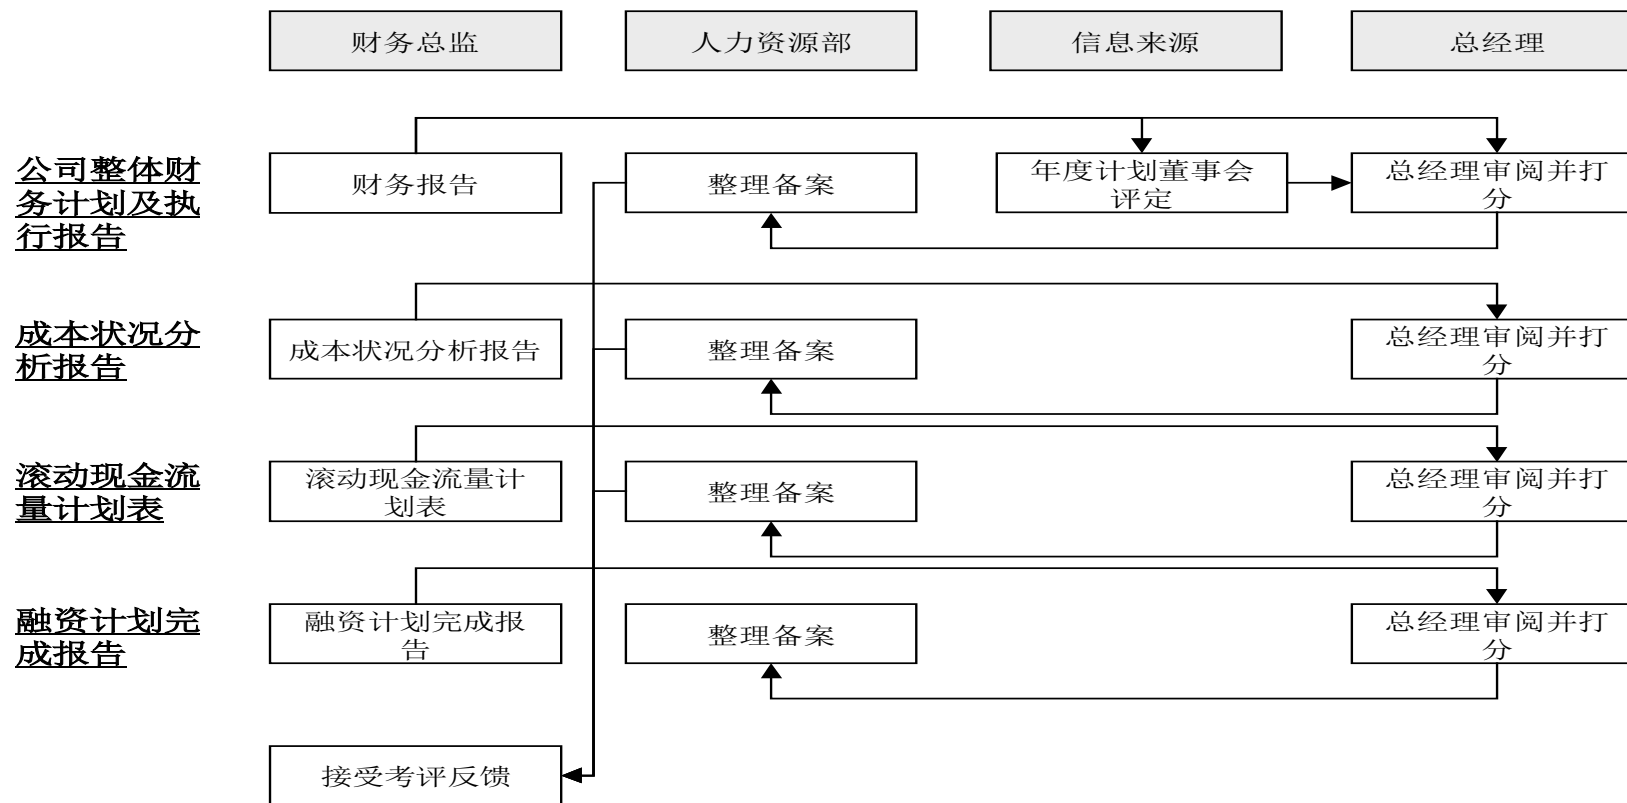 财务总监
人力资源部
信息来源
总经理
公司整体财
务计划及执
行报告
财务报告
整理备案
年度计划董事会
评定
总经理审阅并打
分
成本状况分
析报告
成本状况分析报告
整理备案
总经理审阅并打
分
滚动现金流
量计划表
滚动现金流量计
划表
整理备案
总经理审阅并打
分
融资计划完
成报告
融资计划完成报
告
整理备案
总经理审阅并打
分
接受考评反馈